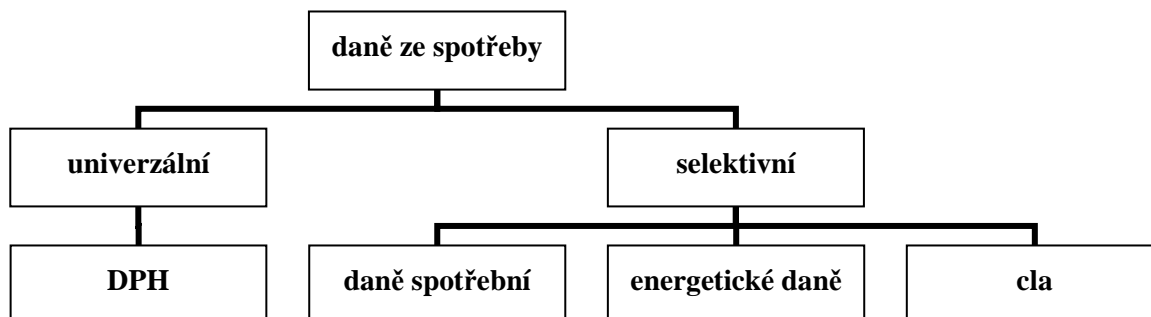 daně ze spotřeby
univerzální
selektivní
DPH
daně spotřební
energetické daně
cla